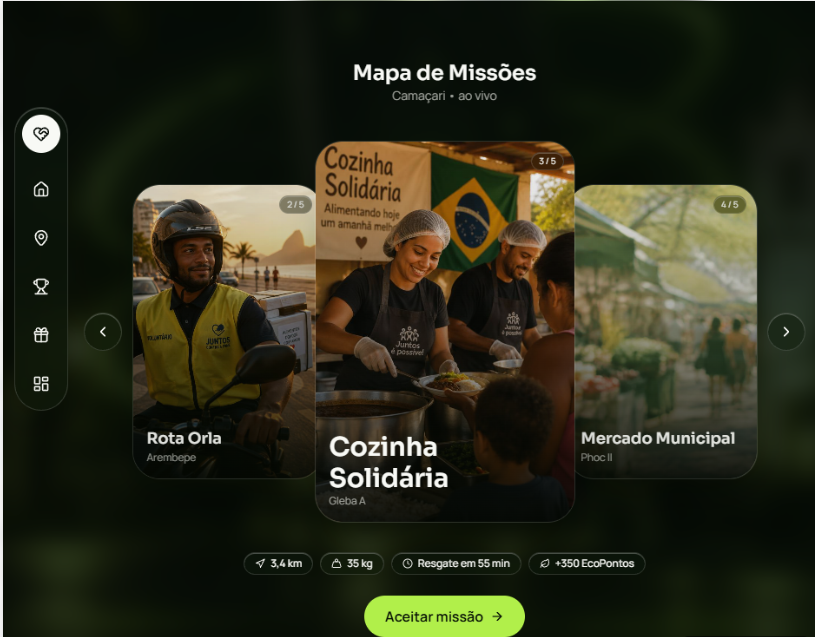 Mapa de Missões
Camaçari • ao vivo
2/5
Rota Orla
Arembepe
3/5
Cozinha
Solidária
Alimentando hoje
um amanhã melh
Juntos
é possível
Juntos
Cozinha
Solidária
Gleba A
4/5
Mercado Municipal
Phoc II
3,4 km
35 kg
Resgate em 55 min
+350 EcoPontos
Aceitar missão →